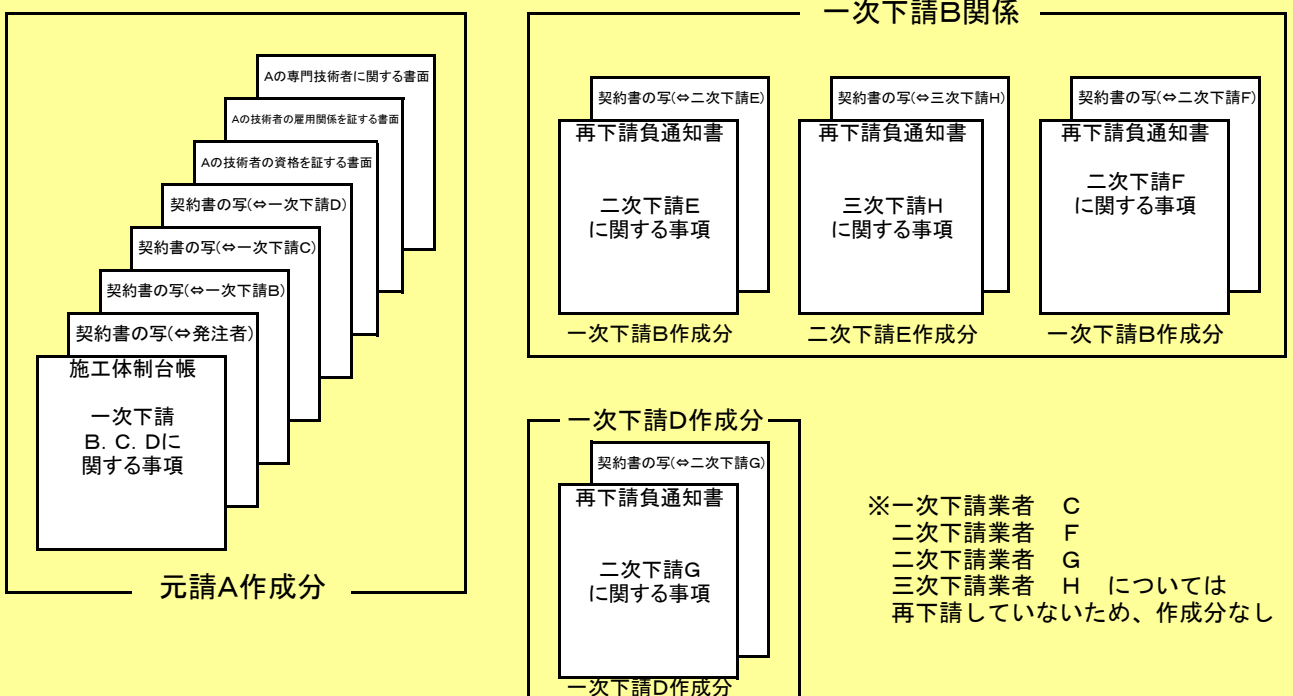 Aの専門技術者に関する書面
Aの技術者の雇用関係を証する書面
Aの技術者の資格を証する書面
契約書の写(⇔一次下請D)
契約書の写(⇔一次下請C)
契約書の写(⇔一次下請B)
契約書の写(⇔発注者)
施工体制台帳
一次下請
B. C. Dに
関する事項
元請A作成分
一次下請B関係
契約書の写(⇔二次下請E)
再下請負通知書
二次下請E
に関する事項
一次下請B作成分
契約書の写(⇔三次下請H)
再下請負通知書
三次下請H
に関する事項
二次下請E作成分
契約書の写(⇔二次下請F)
再下請負通知書
二次下請F
に関する事項
一次下請B作成分
一次下請D作成分
契約書の写(⇔二次下請G)
再下請負通知書
二次下請G
に関する事項
一次下請D作成分
※一次下請業者 C
二次下請業者 F
二次下請業者 G
三次下請業者 H については
再下請していないため、作成分なし